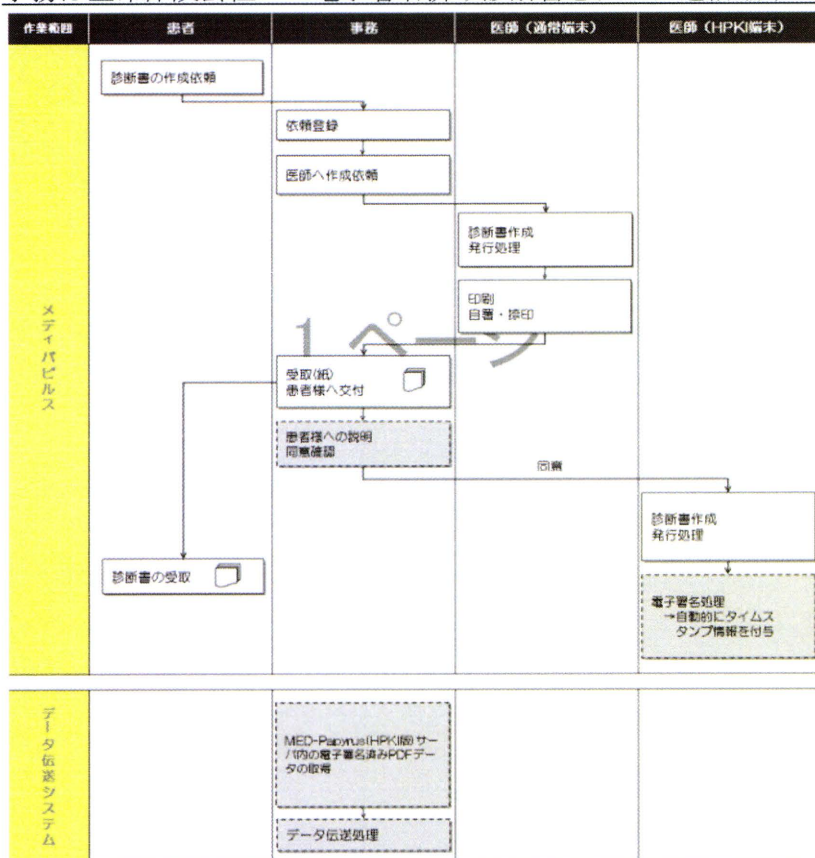 作業範囲
患者
事務
医師（通常端末）
医師（HPKI端末）
メディパピルス
診断書の作成依頼
依頼登録
医師へ作成依頼
診断書作成
発行処理
印刷
自署・捺印
1 ページ
受取(紙)
患者様へ交付
患者様への説明
同意確認
同意
診断書作成
発行処理
診断書の受取
電子署名処理
→自動的にタイムス
タンプ情報を付与
データ伝送システム
MED-Papyrus(HPKI版)サー
バ内の電子署名済みPDFデー
タの取得
データ伝送処理